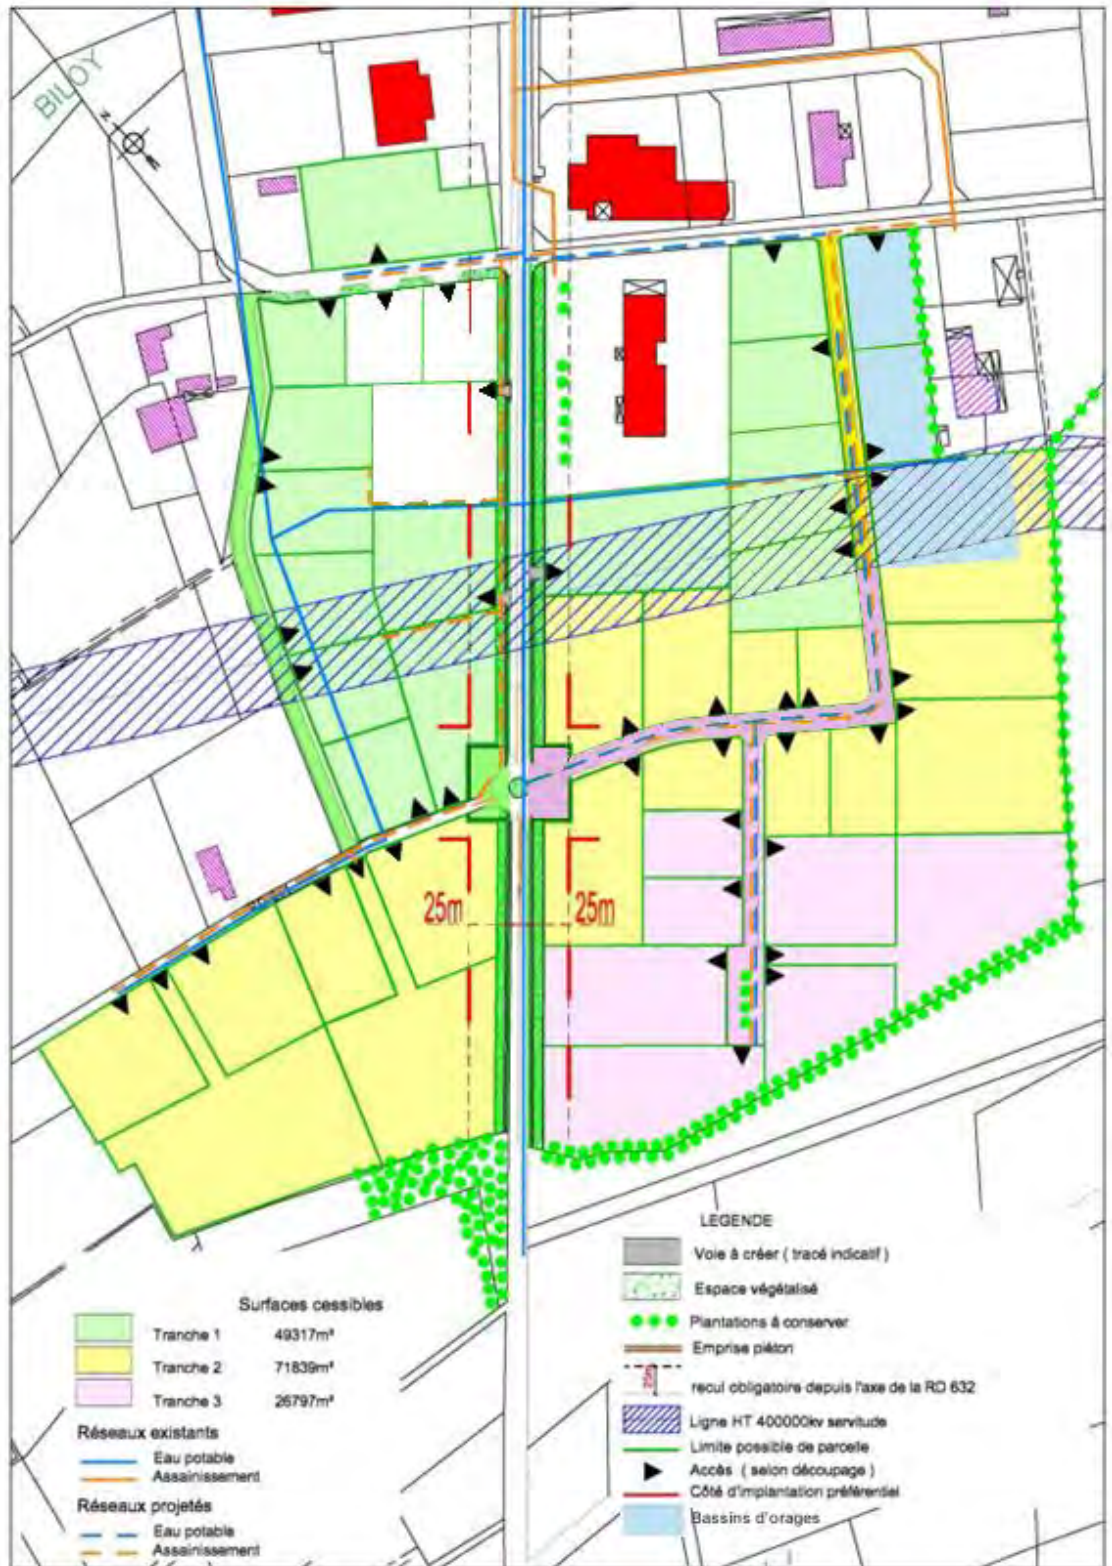 BILOY
25m 25m
LEGENDE
Voie à créer ( tracé indicatif )
Espace végétalisé
Plantations à conserver
Emprise piéton
25m
recul obligatoire depuis l'axe de la RD 632
Ligne HT 400000kv servitude
Limite possible de parcelle
Accès ( selon découpage )
Côté d'implantation préférentiel
Bassins d'orages
Surfaces cessibles
Tranche 1 49317m²
Tranche 2 71839m²
Tranche 3 26797m²
Réseaux existants
Eau potable
Assainissement
Réseaux projetés
Eau potable
Assainissement